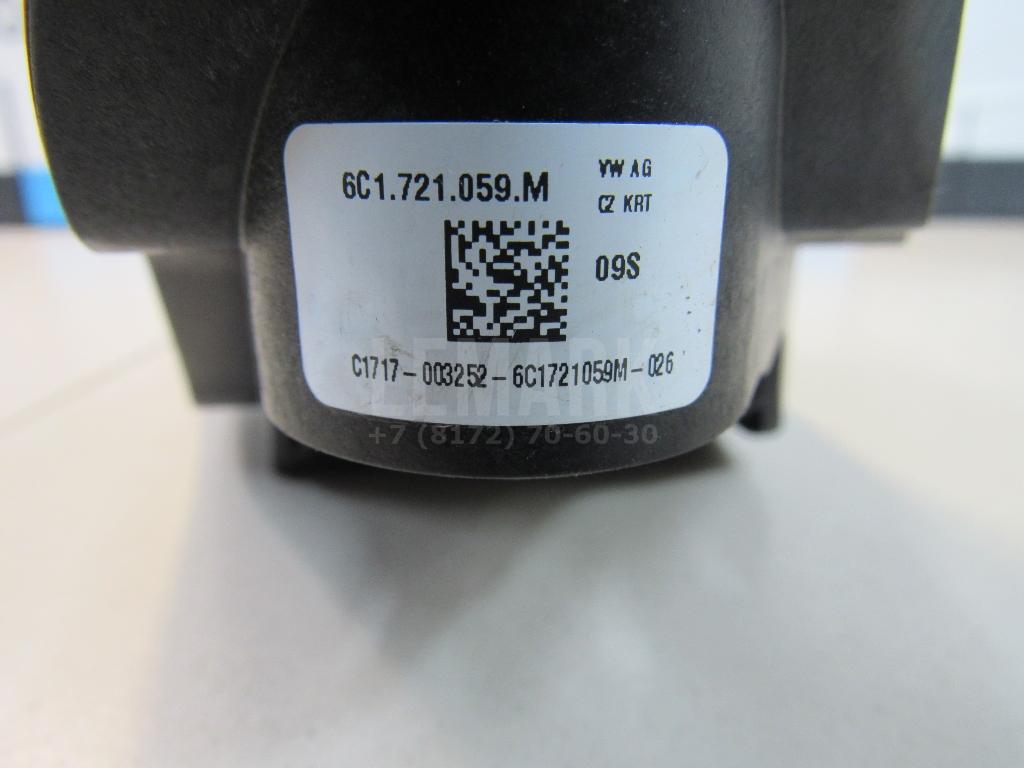 6C1.721.059.M
VW AG
CZ KRT
09S
C1717-003252-6C1721059M-026
LEMARK
+7 (8172) 70-60-30